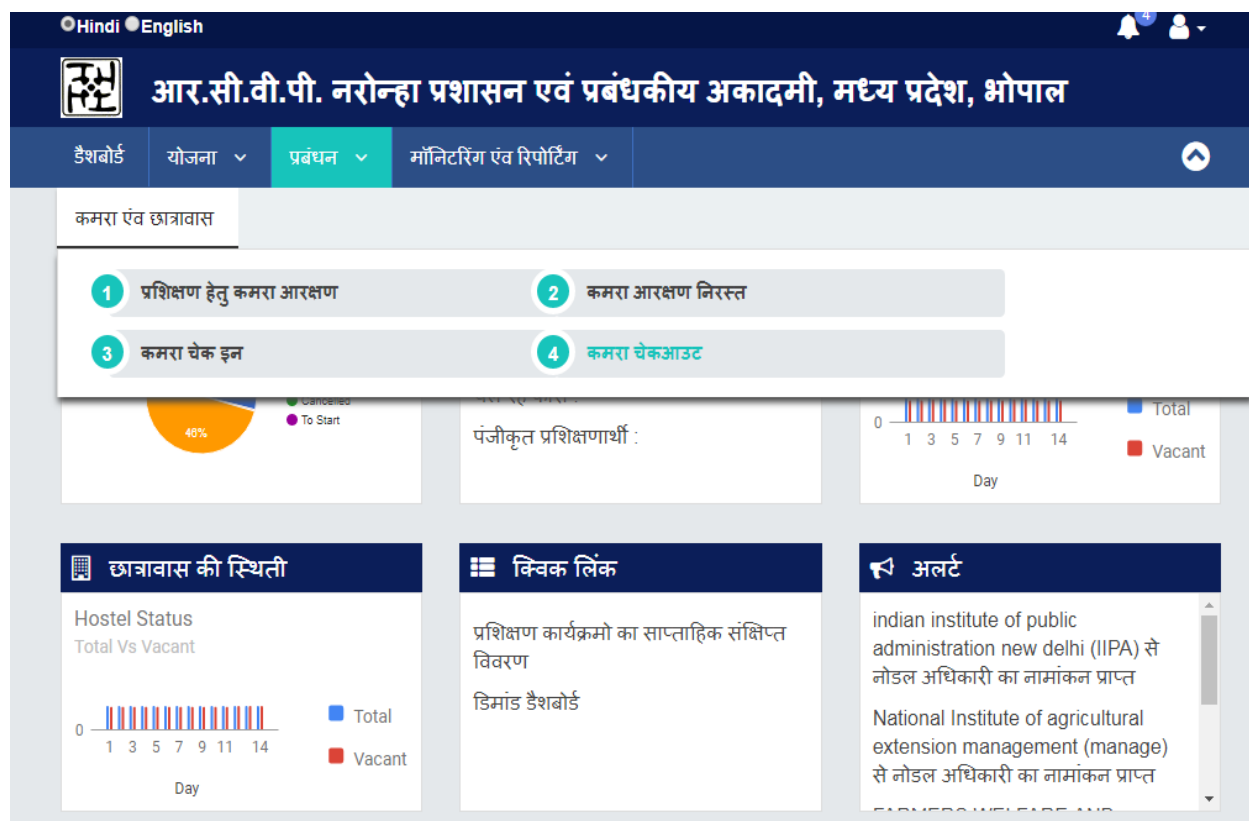 Hindi English
4
आर.सी.वी.पी. नरोन्हा प्रशासन एवं प्रबंधकीय अकादमी, मध्य प्रदेश, भोपाल
डैशबोर्ड योजना प्रबंधन मॉनिटरिंग एंव रिपोर्टिंग
कमरा एंव छात्रावास
1 प्रशिक्षण हेतु कमरा आरक्षण 2 कमरा आरक्षण निरस्त
3 कमरा चेक इन 4 कमरा चेकआउट
Cancelled
To Start
46%
पंजीकृत प्रशिक्षणार्थी :
0
1 3 5 7 9 11 14
Day
Total
Vacant
छात्रावास की स्थिती
Hostel Status
Total Vs Vacant
0
1 3 5 7 9 11 14
Day
Total
Vacant
क्विक लिंक
प्रशिक्षण कार्यक्रमो का साप्ताहिक संक्षिप्त
विवरण
डिमांड डैशबोर्ड
अलर्ट
indian institute of public
administration new delhi (IIPA) से
नोडल अधिकारी का नामांकन प्राप्त
National Institute of agricultural
extension management (manage)
से नोडल अधिकारी का नामांकन प्राप्त
FARMERS WELFARE AND